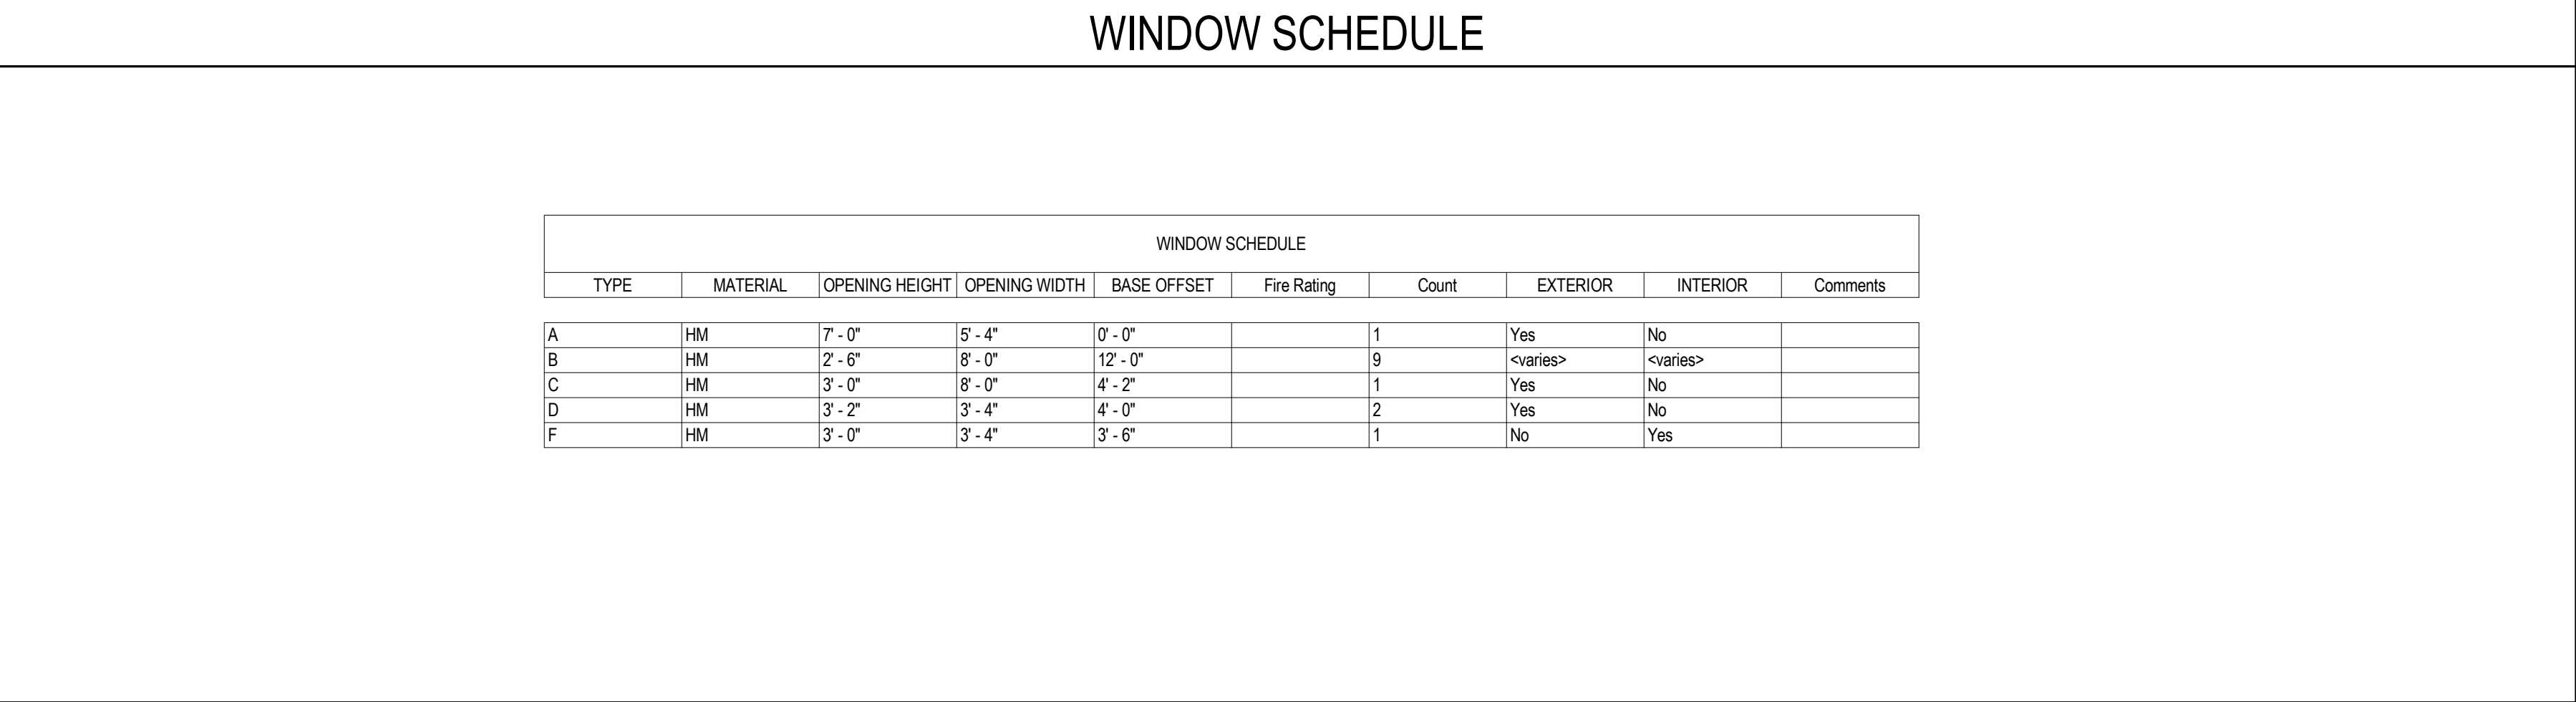 WINDOW SCHEDULE
WINDOW SCHEDULE
TYPE MATERIAL OPENING HEIGHT OPENING WIDTH BASE OFFSET Fire Rating Count EXTERIOR INTERIOR Comments
A HM 7' - 0" 5' - 4" 0' - 0" 1 Yes No
B HM 2' - 6" 8' - 0" 12' - 0" 9 <varies> <varies>
C HM 3' - 0" 8' - 0" 4' - 2" 1 Yes No
D HM 3' - 2" 3' - 4" 4' - 0" 2 Yes No
F HM 3' - 0" 3' - 4" 3' - 6" 1 No Yes